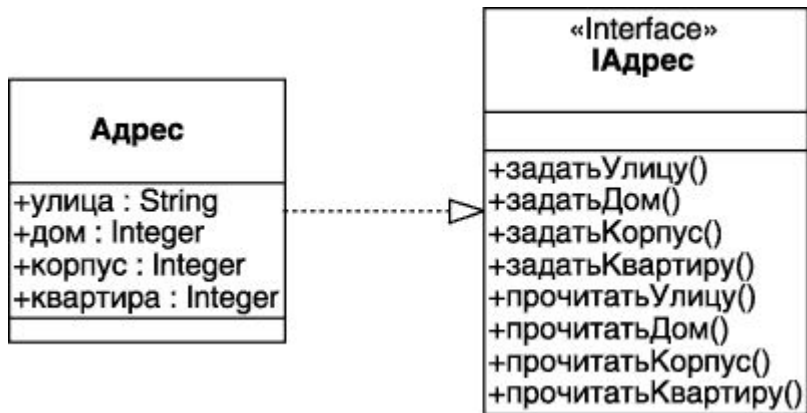 Адрес
+улица : String
+дом : Integer
+корпус : Integer
+квартира : Integer
«Interface»
IАдрес
+задатьУлицу()
+задатьДом()
+задатьКорпус()
+задатьКвартиру()
+прочитатьУлицу()
+прочитатьДом()
+прочитатьКорпус()
+прочитатьКвартиру()